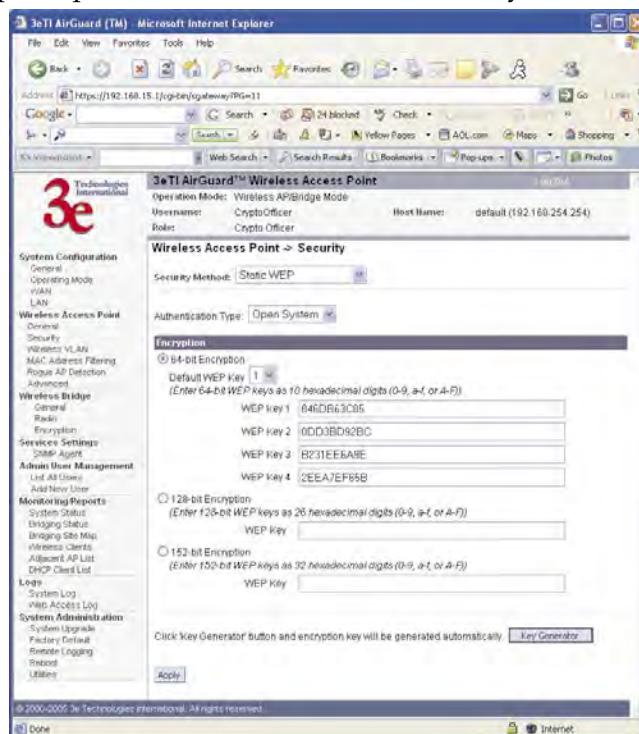 3eTI AirGuard (TM) - Microsoft Internet Explorer
File Edit View Favorites Tools Help
Back Search Favorites
Address https://192.168.15.1/cgi-bin/sgateway?PG=11 Go
Google - Search 24 blocked Check
Search Yellow Pages AOL.com Maps Shopping
Web Search Search Results Bookmarks Pop-ups Photos
3e Technologies International
3eTI AirGuard™ Wireless Access Point
Operation Mode: Wireless AP/Bridge Mode
Username: CryptoOfficer Host Name: default (192.168.254.254)
Role: Crypto Officer
Wireless Access Point -> Security
Security Method: Static WEP
Authentication Type: Open System
Encryption
64-bit Encryption
Default WEP Key 1
(Enter 64-bit WEP keys as 10 hexadecimal digits (0-9, a-f, or A-F))
WEP Key 1
WEP Key 2 0DD3BD92BC
WEP Key 3
WEP Key 4
128-bit Encryption
(Enter 128-bit WEP keys as 26 hexadecimal digits (0-9, a-f, or A-F))
WEP Key
152-bit Encryption
(Enter 152-bit WEP keys as 32 hexadecimal digits (0-9, a-f, or A-F))
WEP Key
Click 'Key Generator' button and encryption key will be generated automatically. Key Generator
Apply
System Configuration
General
Operating Mode
WAN
LAN
Wireless Access Point
General
Security
Wireless VLAN
MAC Address Filtering
Rogue AP Detection
Advanced
Wireless Bridge
General
Radio
Encryption
Services Settings
SNMP Agent
Admin User Management
List All Users
Add New User
Monitoring Reports
System Status
Bridging Status
Bridging Site Map
Wireless Clients
Adjacent AP List
DHCP Client List
Logs
System Log
Web Access Log
System Administration
System Upgrade
Factory Default
Remote Logging
Reboot
Utilities
© 2000-2005 3e Technologies International. All rights reserved.
Done Internet